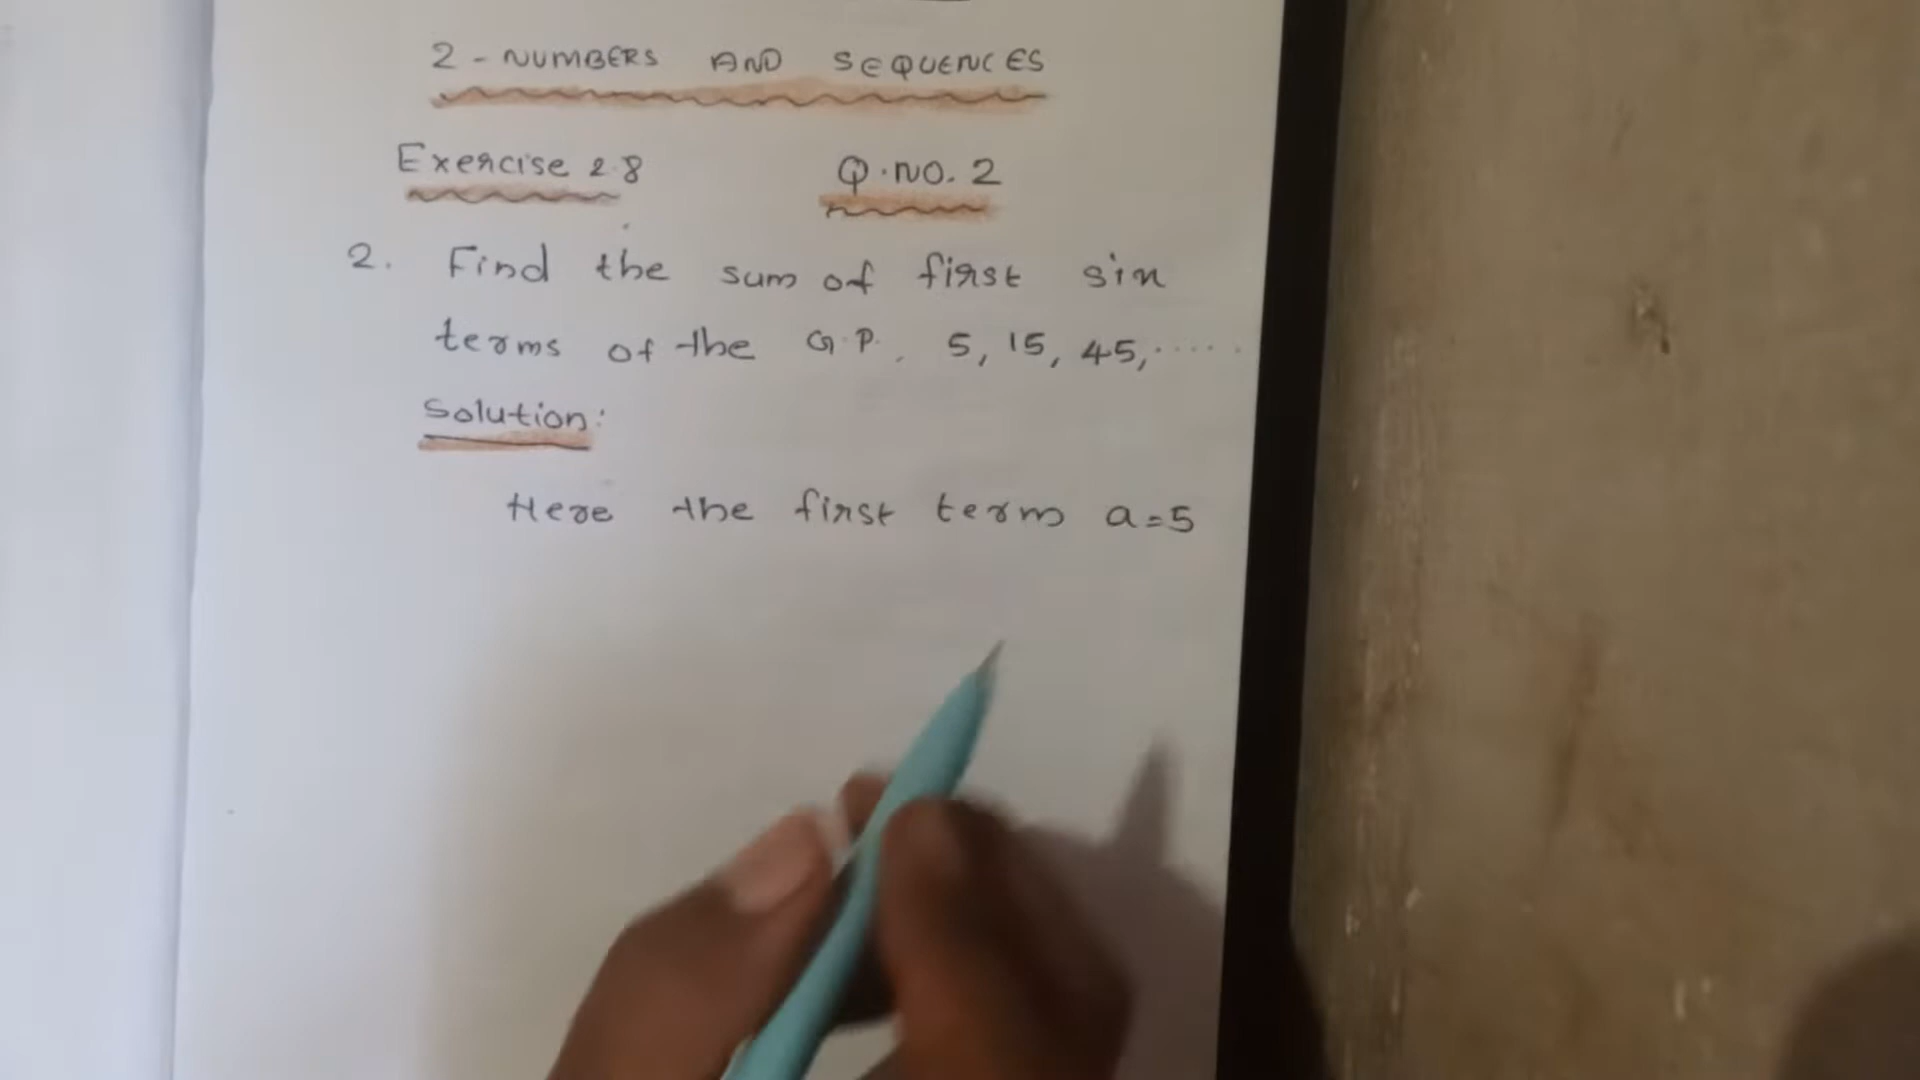 2 - NUMBERS AND SEQUENCES
Exercise 2.8 Q.NO. 2
2. Find the sum of first six
terms of the G.P. 5, 15, 45, .....
Solution:
Here the first term a=5